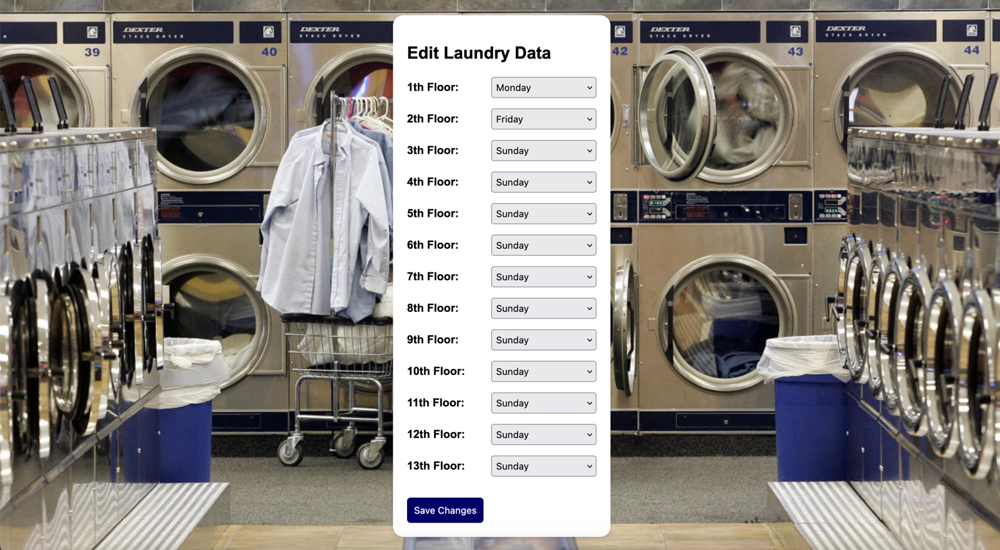 DEXTER
STACK DRYER
39
DEXTER
STACK DRYER
40
DEXTER
STACK DRYER
42
DEXTER
STACK DRYER
43
DEXTER
STACK DRYER
44
Edit Laundry Data
1th Floor: Monday
2th Floor: Friday
3th Floor: Sunday
4th Floor: Sunday
5th Floor: Sunday
6th Floor: Sunday
7th Floor: Sunday
8th Floor: Sunday
9th Floor: Sunday
10th Floor: Sunday
11th Floor: Sunday
12th Floor: Sunday
13th Floor: Sunday
Save Changes